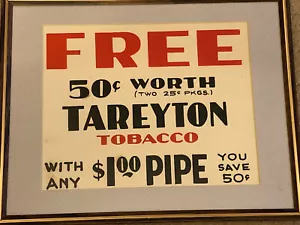 FREE
50¢ WORTH
(TWO 25¢ PKGS.)
TAREYTON
TOBACCO
WITH ANY $1.00 PIPE YOU SAVE 50¢